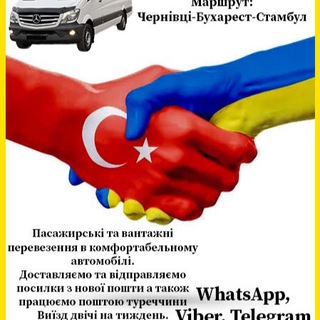 Маршрут:
Чернівці-Бухарест-Стамбул
Пасажирські та вантажні
перевезення в комфортабельному
автомобілі.
Доставляємо та відправляємо
посилки з нової пошти а також
працюємо поштою туреччини
Виїзд двічі на тиждень.
WhatsApp,
Viber, Telegram